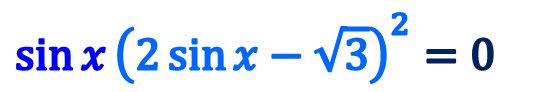 sin x (2 sin x − √3)² = 0